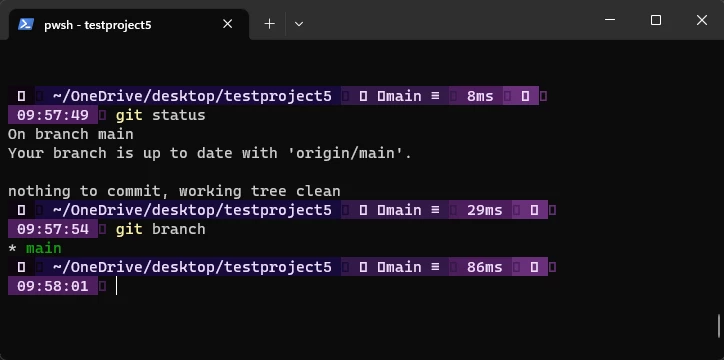 pwsh - testproject5
~/OneDrive/desktop/testproject5 main ≡ 8ms
09:57:49 git status
On branch main
Your branch is up to date with 'origin/main'.
nothing to commit, working tree clean
~/OneDrive/desktop/testproject5 main ≡ 29ms
09:57:54 git branch
* main
~/OneDrive/desktop/testproject5 main ≡ 86ms
09:58:01